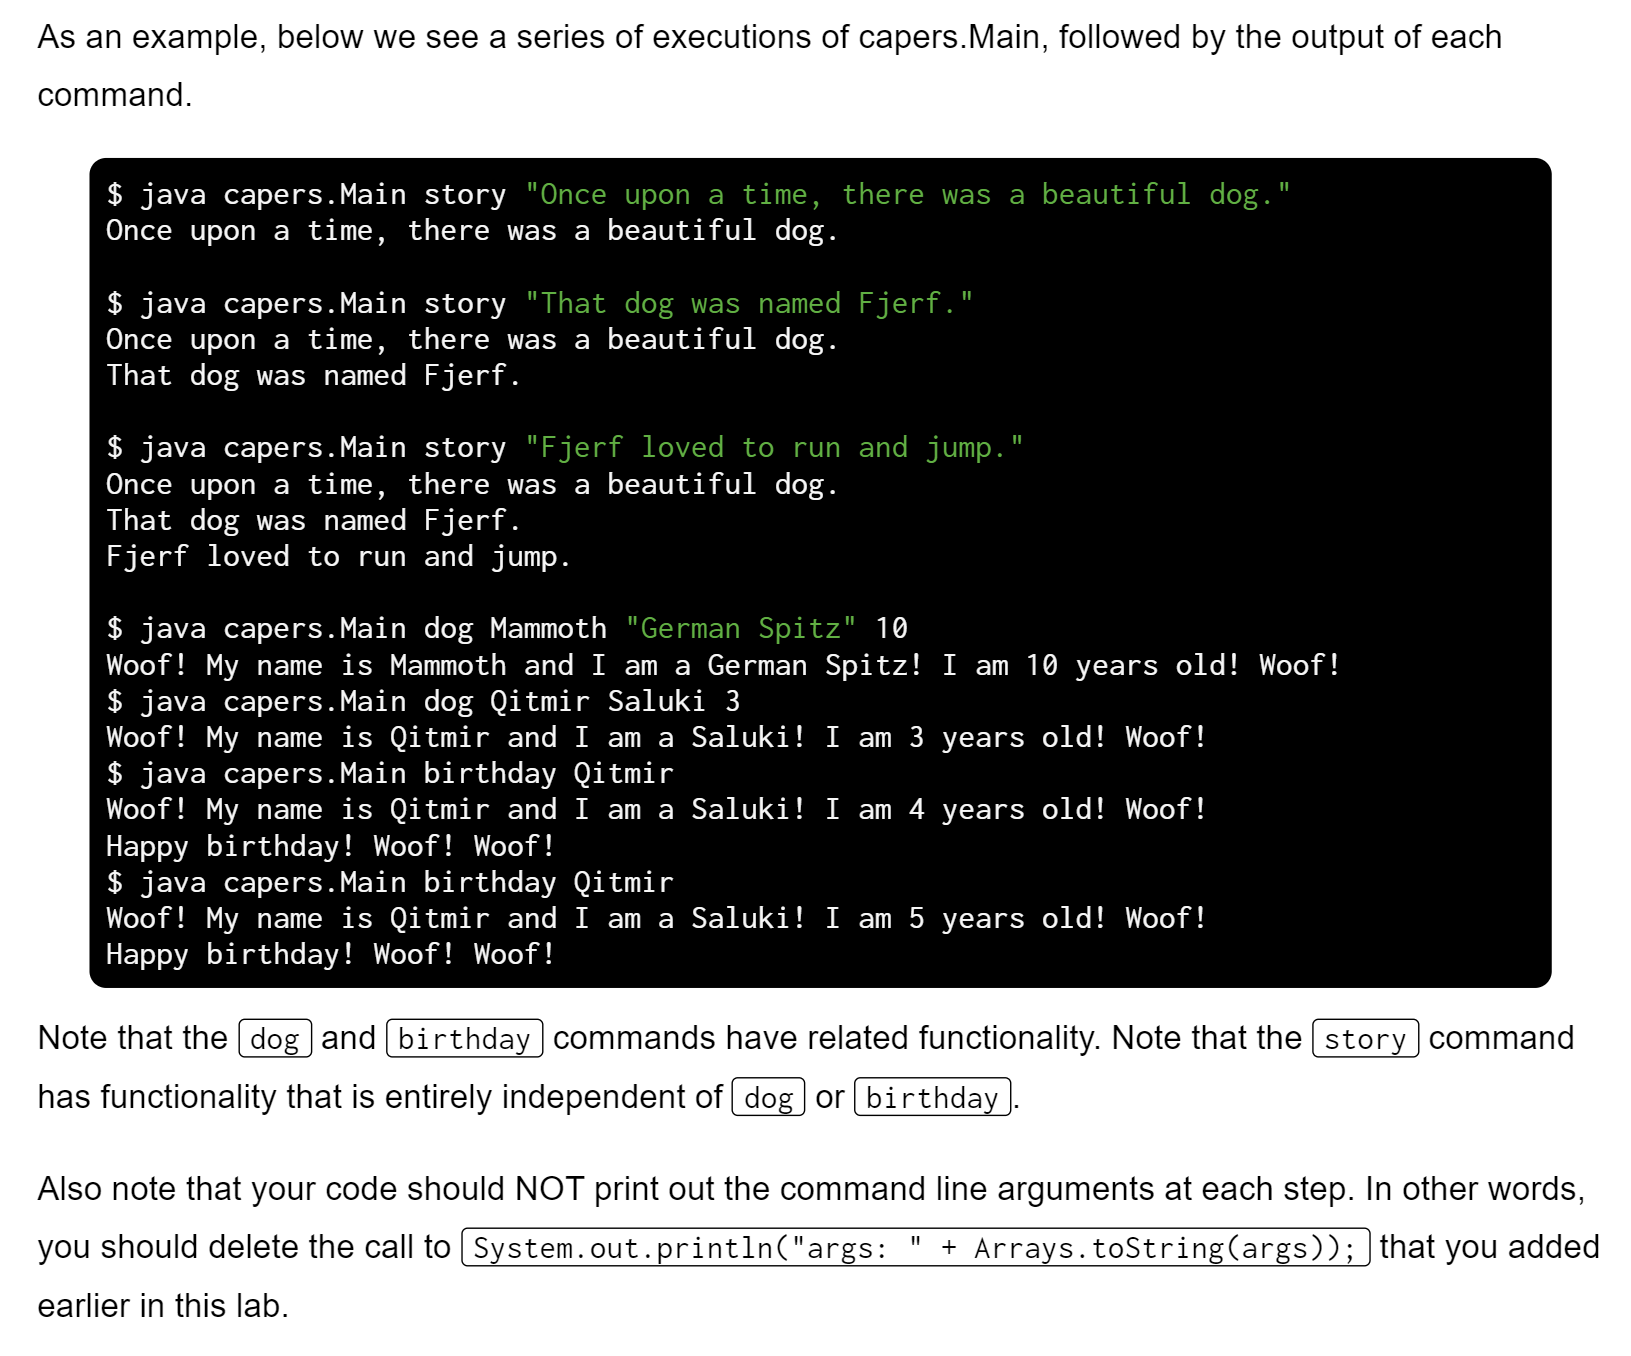 As an example, below we see a series of executions of capers.Main, followed by the output of each
command.
$ java capers.Main story "Once upon a time, there was a beautiful dog."
Once upon a time, there was a beautiful dog.
$ java capers.Main story "That dog was named Fjerf."
Once upon a time, there was a beautiful dog.
That dog was named Fjerf.
$ java capers.Main story "Fjerf loved to run and jump."
Once upon a time, there was a beautiful dog.
That dog was named Fjerf.
Fjerf loved to run and jump.
$ java capers.Main dog Mammoth "German Spitz" 10
Woof! My name is Mammoth and I am a German Spitz! I am 10 years old! Woof!
$ java capers.Main dog Qitmir Saluki 3
Woof! My name is Qitmir and I am a Saluki! I am 3 years old! Woof!
$ java capers.Main birthday Qitmir
Woof! My name is Qitmir and I am a Saluki! I am 4 years old! Woof!
Happy birthday! Woof! Woof!
$ java capers.Main birthday Qitmir
Woof! My name is Qitmir and I am a Saluki! I am 5 years old! Woof!
Happy birthday! Woof! Woof!
Note that the dog and birthday commands have related functionality. Note that the story command
has functionality that is entirely independent of dog or birthday.
Also note that your code should NOT print out the command line arguments at each step. In other words,
you should delete the call to System.out.println("args: " + Arrays.toString(args)); that you added
earlier in this lab.